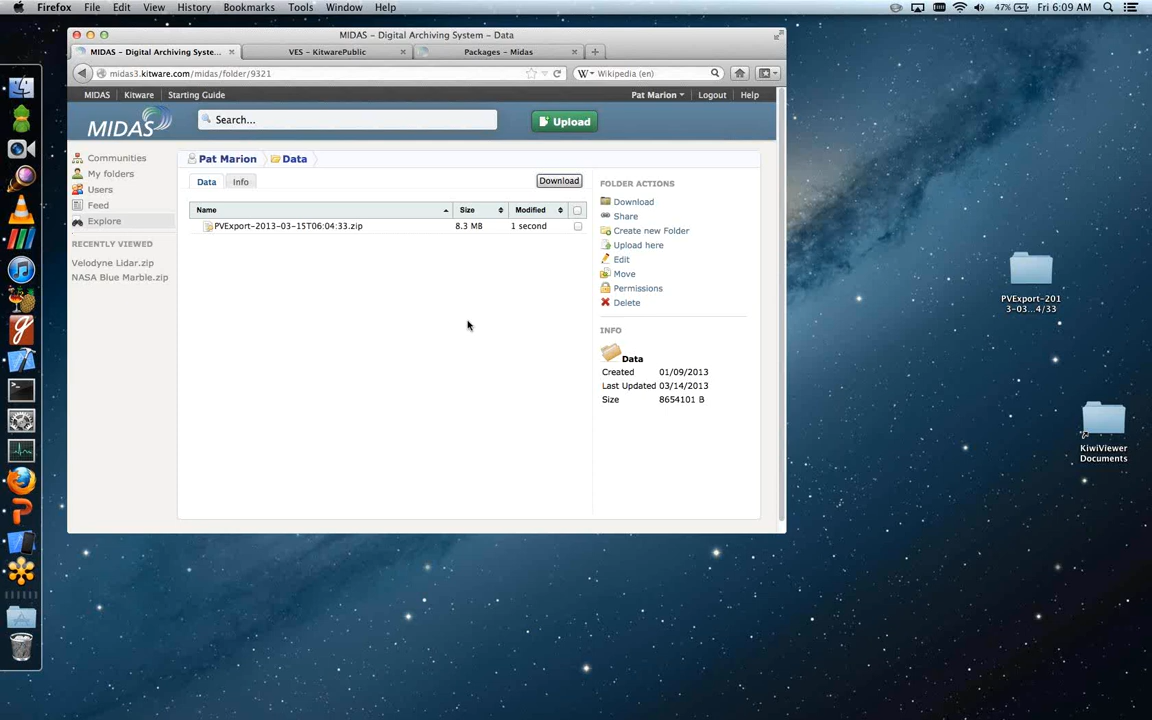 Firefox File Edit View History Bookmarks Tools Window Help 47% Fri 6:09 AM
MIDAS - Digital Archiving System - Data
MIDAS - Digital Archiving Syste... VES - KitwarePublic Packages - Midas
midas3.kitware.com/midas/folder/9321 W Wikipedia (en)
MIDAS Kitware Starting Guide Pat Marion Logout Help
MIDAS Search... Upload
Communities
My folders
Users
Feed
Explore
RECENTLY VIEWED
Velodyne Lidar.zip
NASA Blue Marble.zip
Pat Marion Data
Data Info Download
Name Size Modified
PVExport-2013-03-15T06:04:33.zip 8.3 MB 1 second
FOLDER ACTIONS
Download
Share
Create new Folder
Upload here
Edit
Move
Permissions
Delete
INFO
Data
Created 01/09/2013
Last Updated 03/14/2013
Size 8654101 B
PVExport-201
3-03...4/33
KiwiViewer
Documents